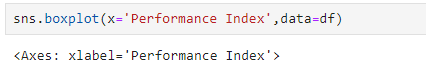 sns.boxplot(x='Performance Index',data=df)
<Axes: xlabel='Performance Index'>